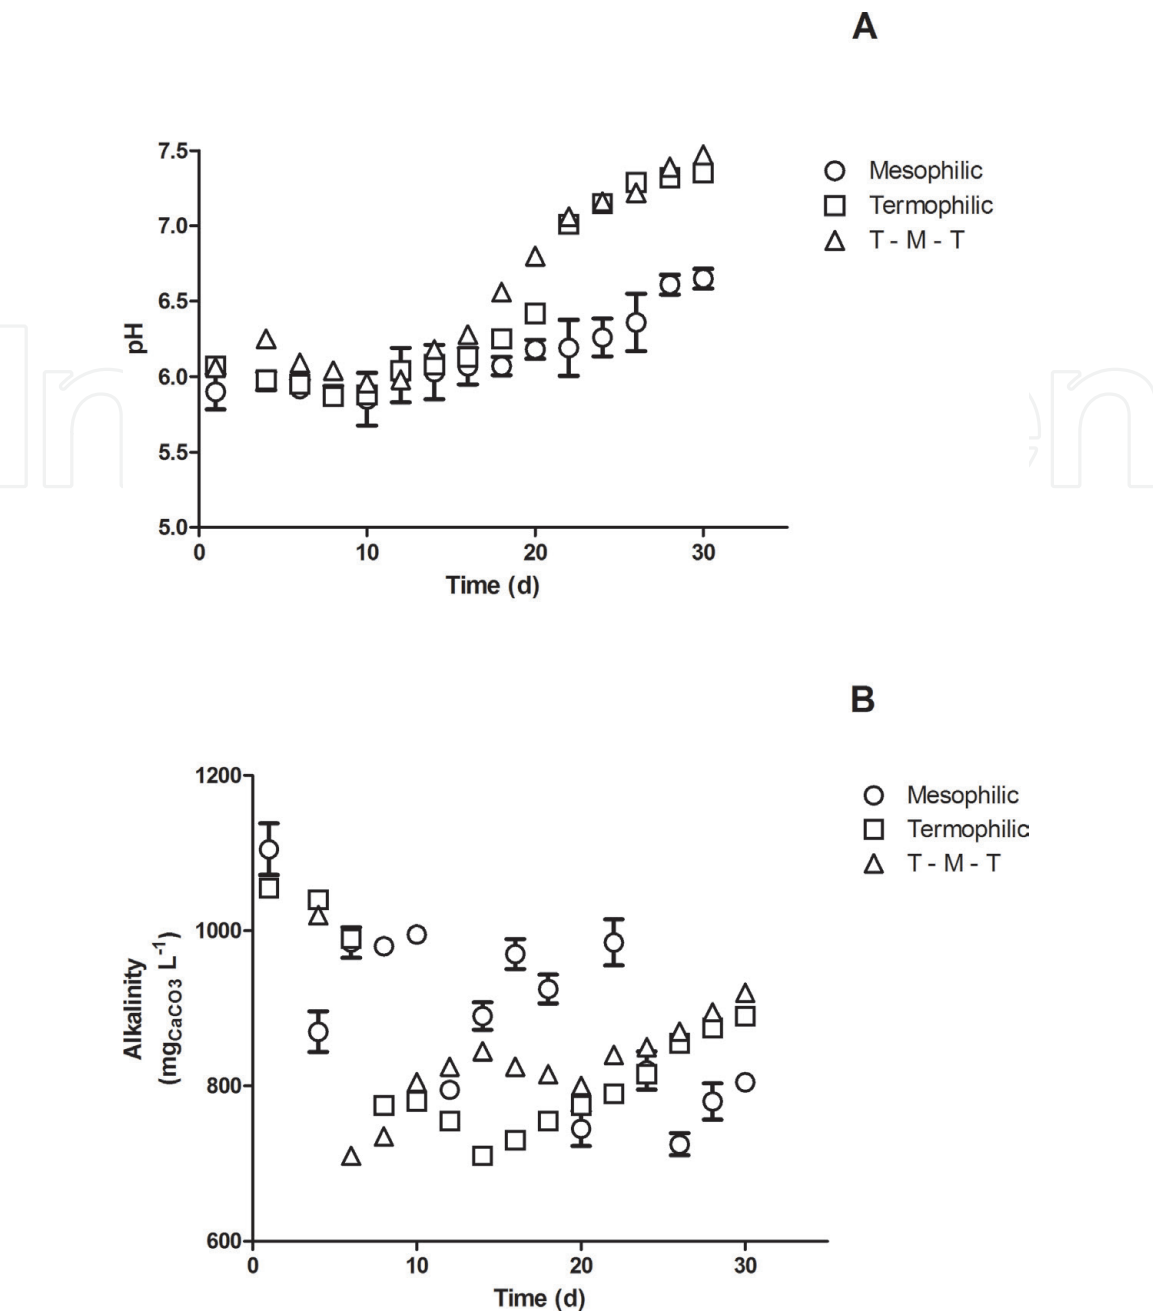 A
7.5
7.0
6.5
6.0
5.5
5.0
pH
0 10 20 30
Time (d)
Mesophilic
Termophilic
T - M - T
B
1200
1000
800
600
Alkalinity
(mgCaCO3 L-1)
0 10 20 30
Time (d)
Mesophilic
Termophilic
T - M - T